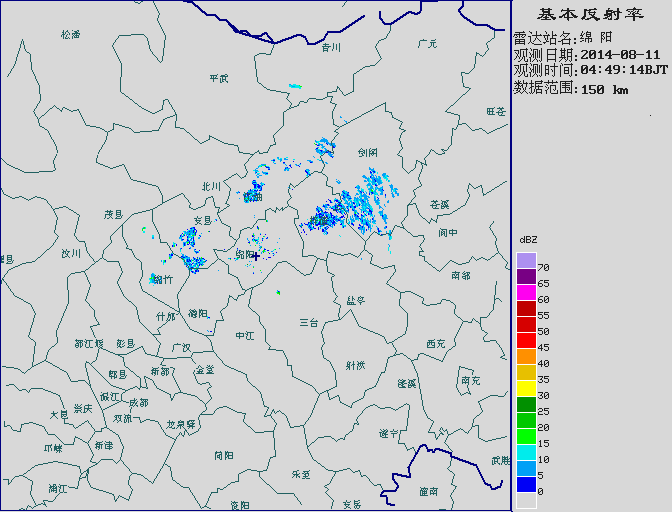 基本反射率
雷达站名:绵 阳
观测日期:2014-08-11
观测时间:04:49:14BJT
数据范围:150 km
dBZ
70
65
60
55
50
45
40
35
30
25
20
15
10
5
0
松潘
青川
广元
平武
旺苍
剑阁
北川
苍溪
茂县
安县
阆中
汶川
绵阳
南部
绵竹
盐亭
什邡
德阳
三台
中江
都江堰
彭县
广汉
西充
射洪
郫县
新都
金堂
蓬溪
南充
温江
成都
大邑
崇庆
双流
龙泉驿
遂宁
邛崃
新津
简阳
武胜
乐至
蒲江
潼南
资阳
安岳